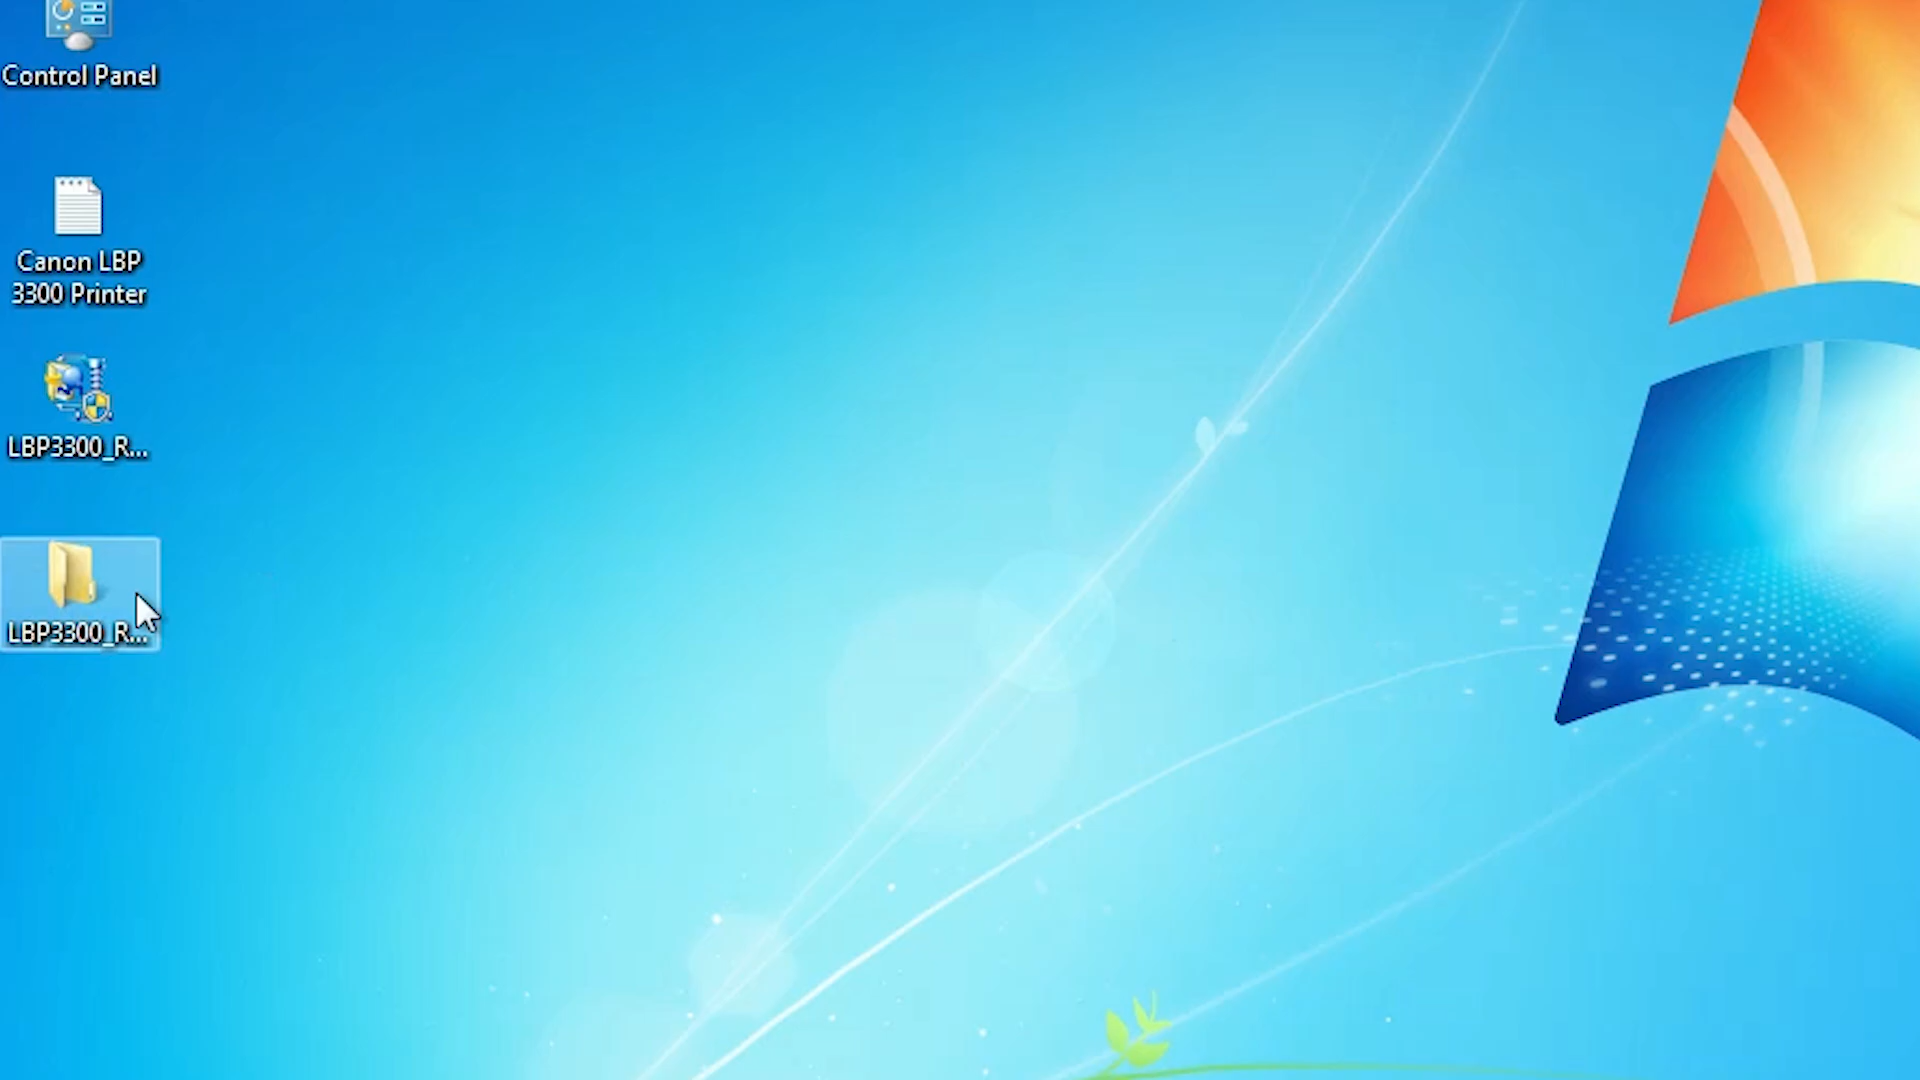 Control Panel
Canon LBP
3300 Printer
LBP3300_R...
LBP3300_R...